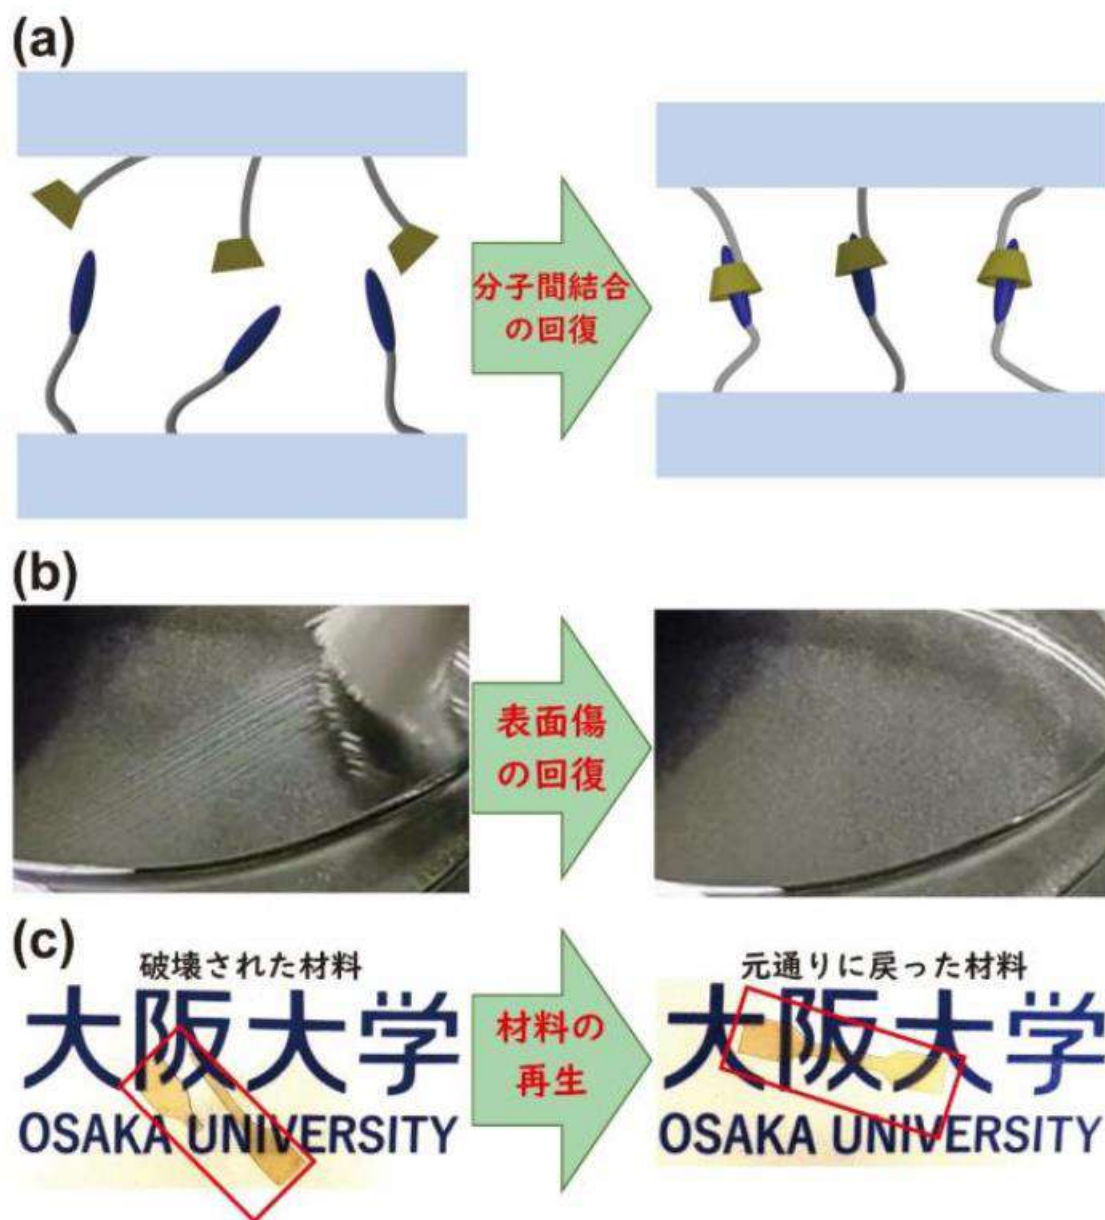 (a)
分子間結合
の回復
(b)
表面傷
の回復
(c)
破壊された材料
大阪大学
OSAKA UNIVERSITY
材料の
再生
元通りに戻った材料
大阪大学
OSAKA UNIVERSITY